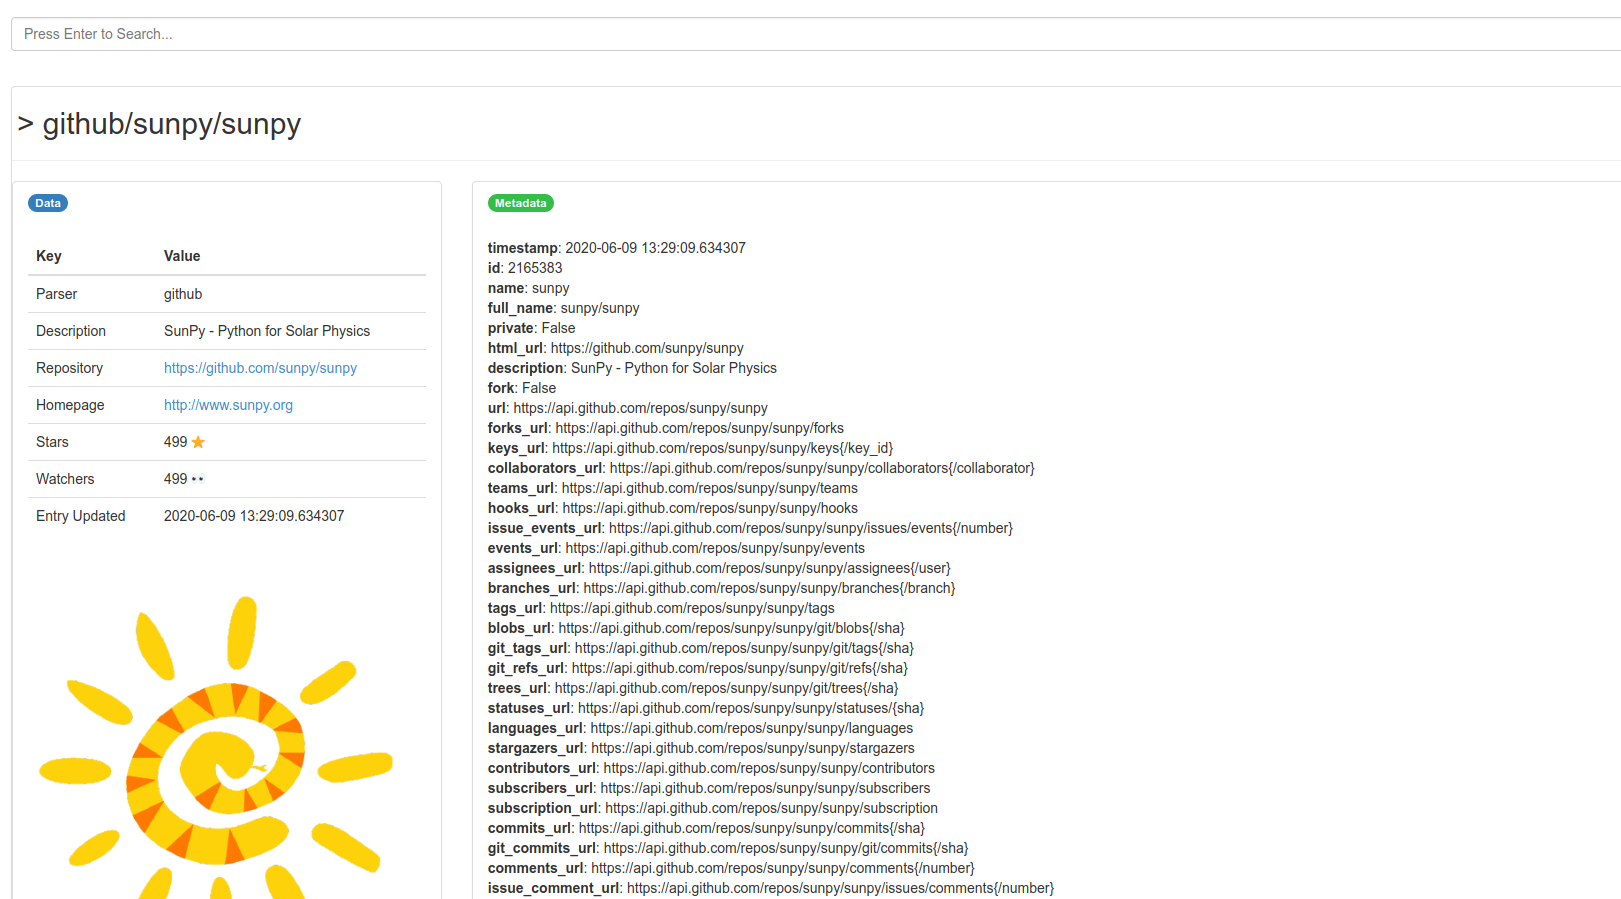 Press Enter to Search...
> github/sunpy/sunpy
Data
Key Value
Parser github
Description SunPy - Python for Solar Physics
Repository https://github.com/sunpy/sunpy
Homepage http://www.sunpy.org
Stars 499 ⭐
Watchers 499 👀
Entry Updated 2020-06-09 13:29:09.634307
Metadata
timestamp: 2020-06-09 13:29:09.634307
id: 2165383
name: sunpy
full_name: sunpy/sunpy
private: False
html_url: https://github.com/sunpy/sunpy
description: SunPy - Python for Solar Physics
fork: False
url: https://api.github.com/repos/sunpy/sunpy
forks_url: https://api.github.com/repos/sunpy/sunpy/forks
keys_url: https://api.github.com/repos/sunpy/sunpy/keys{/key_id}
collaborators_url: https://api.github.com/repos/sunpy/sunpy/collaborators{/collaborator}
teams_url: https://api.github.com/repos/sunpy/sunpy/teams
hooks_url: https://api.github.com/repos/sunpy/sunpy/hooks
issue_events_url: https://api.github.com/repos/sunpy/sunpy/issues/events{/number}
events_url: https://api.github.com/repos/sunpy/sunpy/events
assignees_url: https://api.github.com/repos/sunpy/sunpy/assignees{/user}
branches_url: https://api.github.com/repos/sunpy/sunpy/branches{/branch}
tags_url: https://api.github.com/repos/sunpy/sunpy/tags
blobs_url: https://api.github.com/repos/sunpy/sunpy/git/blobs{/sha}
git_tags_url: https://api.github.com/repos/sunpy/sunpy/git/tags{/sha}
git_refs_url: https://api.github.com/repos/sunpy/sunpy/git/refs{/sha}
trees_url: https://api.github.com/repos/sunpy/sunpy/git/trees{/sha}
statuses_url: https://api.github.com/repos/sunpy/sunpy/statuses/{sha}
languages_url: https://api.github.com/repos/sunpy/sunpy/languages
stargazers_url: https://api.github.com/repos/sunpy/sunpy/stargazers
contributors_url: https://api.github.com/repos/sunpy/sunpy/contributors
subscribers_url: https://api.github.com/repos/sunpy/sunpy/subscribers
subscription_url: https://api.github.com/repos/sunpy/sunpy/subscription
commits_url: https://api.github.com/repos/sunpy/sunpy/commits{/sha}
git_commits_url: https://api.github.com/repos/sunpy/sunpy/git/commits{/sha}
comments_url: https://api.github.com/repos/sunpy/sunpy/comments{/number}
issue_comment_url: https://api.github.com/repos/sunpy/sunpy/issues/comments{/number}